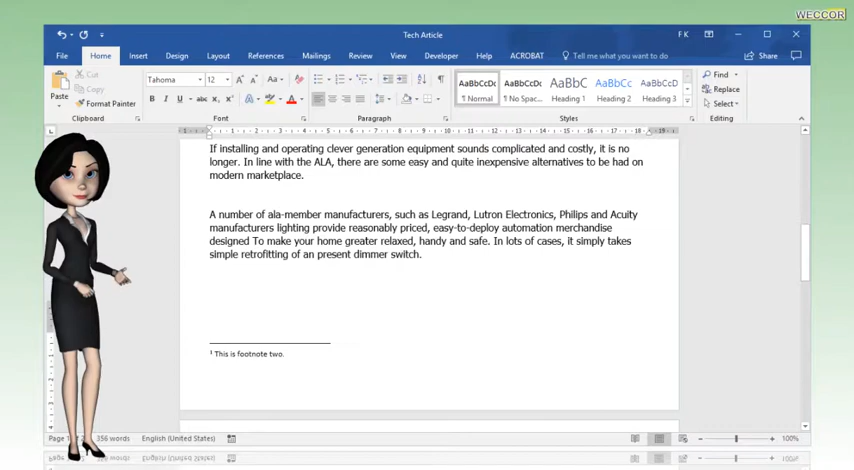 WECCOR
Tech Article
F K
File Home Insert Design Layout References Mailings Review View Developer Help ACROBAT Tell me what you want to do Share
Paste
Cut
Copy
Format Painter
Tahoma 12
AaBbCcDc AaBbCcDc AaBbC AaBbCc AaBbCcD
¶ Normal ¶ No Spac... Heading 1 Heading 2 Heading 3
Find
Replace
Select
Clipboard Font Paragraph Styles Editing
If installing and operating clever generation equipment sounds complicated and costly, it is no
longer. In line with the ALA, there are some easy and quite inexpensive alternatives to be had on
modern marketplace.
A number of ala-member manufacturers, such as Legrand, Lutron Electronics, Philips and Acuity
manufacturers lighting provide reasonably priced, easy-to-deploy automation merchandise
designed To make your home greater relaxed, handy and safe. In lots of cases, it simply takes
simple retrofitting of an present dimmer switch.
1 This is footnote two.
356 words English (United States) 100%